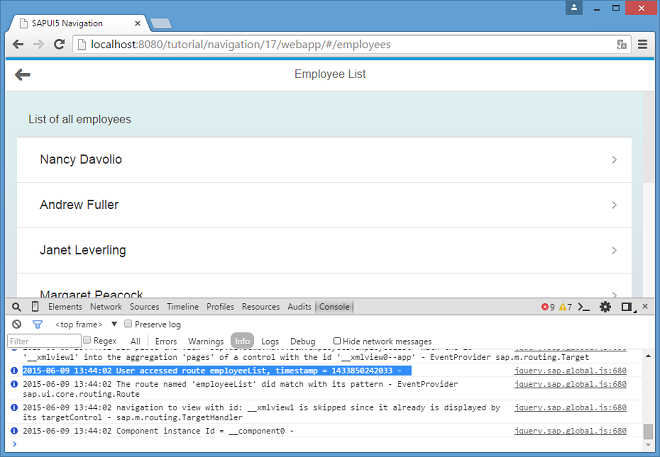 SAPUI5 Navigation
localhost:8080/tutorial/navigation/17/webapp/#/employees
Employee List
List of all employees
Nancy Davolio
Andrew Fuller
Janet Leverling
Margaret Peacock
Elements Network Sources Timeline Profiles Resources Audits Console 9 7
<top frame> Preserve log
Filter Regex All Errors Warnings Info Logs Debug Hide network messages
'__xmlview1' into the aggregation 'pages' of a control with the id '__xmlview0--app' - EventProvider sap.m.routing.Target
2015-06-09 13:44:02 User accessed route employeeList, timestamp = 1433850242033 - jquery.sap.global.js:680
2015-06-09 13:44:02 The route named 'employeeList' did match with its pattern - EventProvider jquery.sap.global.js:680
sap.ui.core.routing.Route
2015-06-09 13:44:02 navigation to view with id: __xmlview1 is skipped since it already is displayed by jquery.sap.global.js:680
its targetControl - sap.m.routing.TargetHandler
2015-06-09 13:44:02 Component instance Id = __component0 - jquery.sap.global.js:680